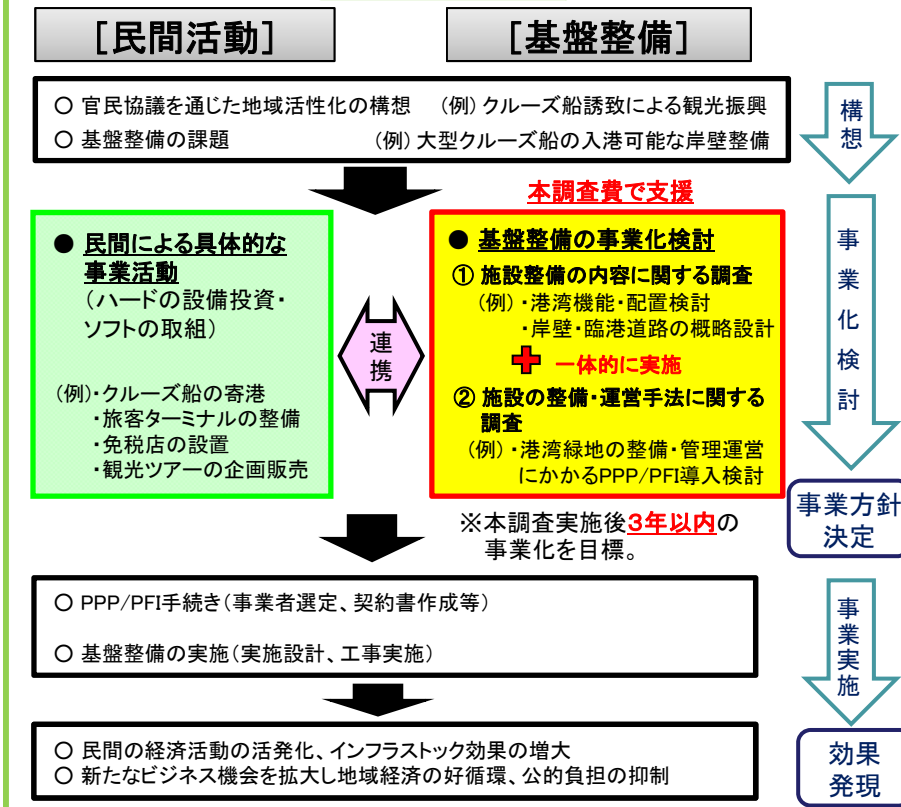 ［民間活動］
［基盤整備］
○ 官民協議を通じた地域活性化の構想　(例) クルーズ船誘致による観光振興
○ 基盤整備の課題　(例) 大型クルーズ船の入港可能な岸壁整備
構想
本調査費で支援
● 民間による具体的な
事業活動
（ハードの設備投資・
ソフトの取組）
(例)・クルーズ船の寄港
・旅客ターミナルの整備
・免税店の設置
・観光ツアーの企画販売
連携
● 基盤整備の事業化検討
① 施設整備の内容に関する調査
(例) ・港湾機能・配置検討
・岸壁・臨港道路の概略設計
一体的に実施
② 施設の整備・運営手法に関する
調査
(例) ・港湾緑地の整備・管理運営
にかかるPPP/PFI導入検討
事業化検討
※本調査実施後３年以内の
事業化を目標。
事業方針
決定
○ PPP/PFI手続き（事業者選定、契約書作成等）
○ 基盤整備の実施（実施設計、工事実施）
事業実施
○ 民間の経済活動の活発化、インフラストック効果の増大
○ 新たなビジネス機会を拡大し地域経済の好循環、公的負担の抑制
効果
発現